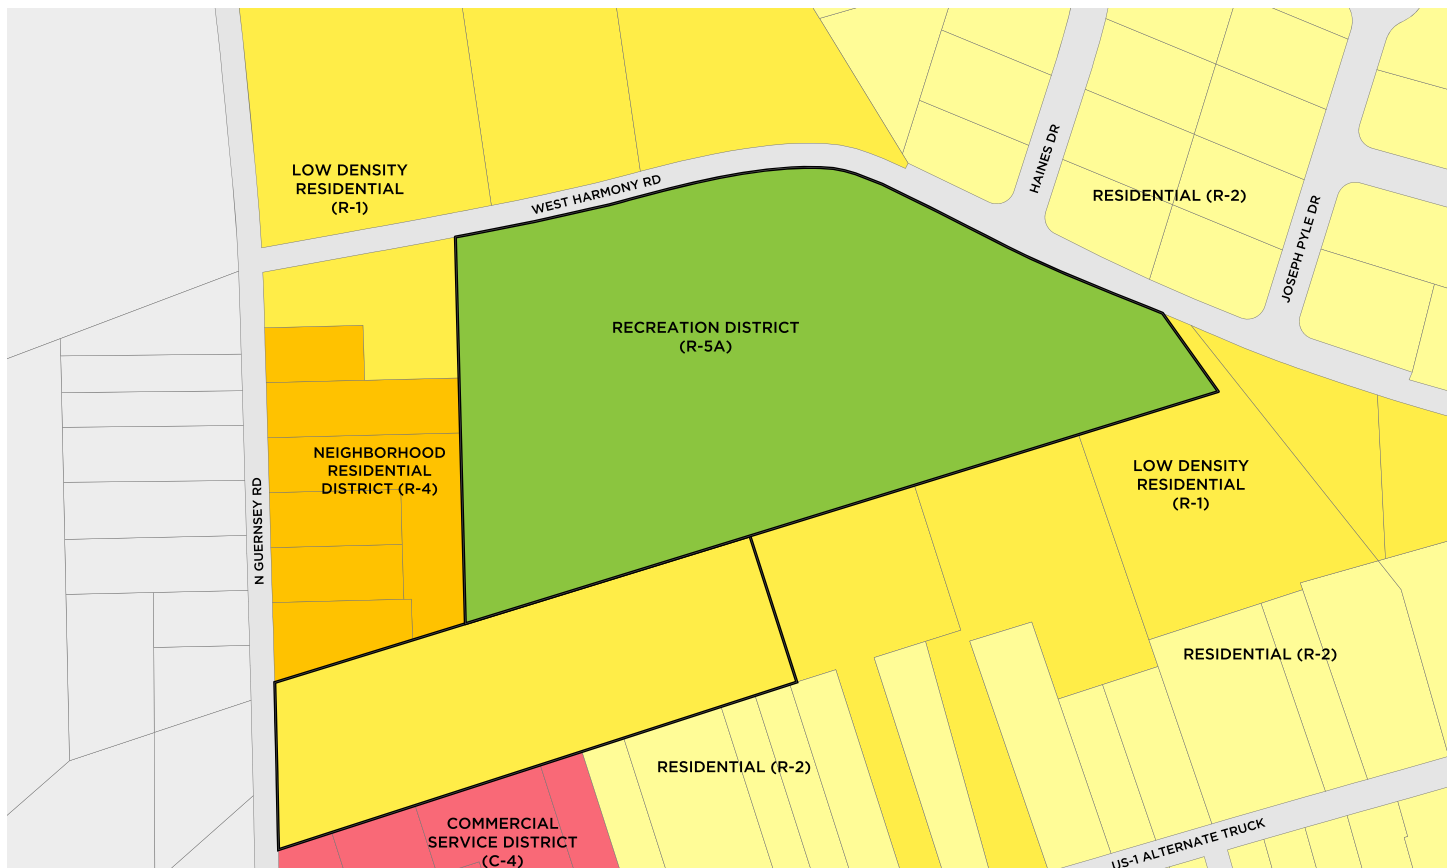 LOW DENSITY
RESIDENTIAL
(R-1)
WEST HARMONY RD
HAINES DR
RESIDENTIAL (R-2)
JOSEPH PYLE DR
RECREATION DISTRICT
(R-5A)
NEIGHBORHOOD
RESIDENTIAL
DISTRICT (R-4)
N GUERNSEY RD
LOW DENSITY
RESIDENTIAL
(R-1)
RESIDENTIAL (R-2)
RESIDENTIAL (R-2)
COMMERCIAL
SERVICE DISTRICT
(C-4)
US-1 ALTERNATE TRUCK